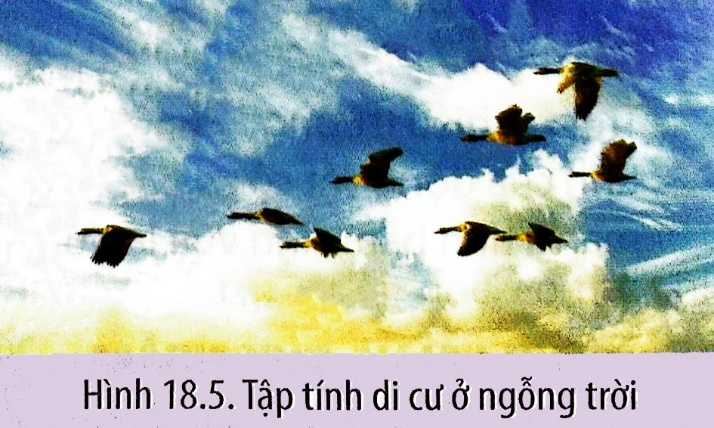 Hình 18.5. Tập tính di cư ở ngỗng trời